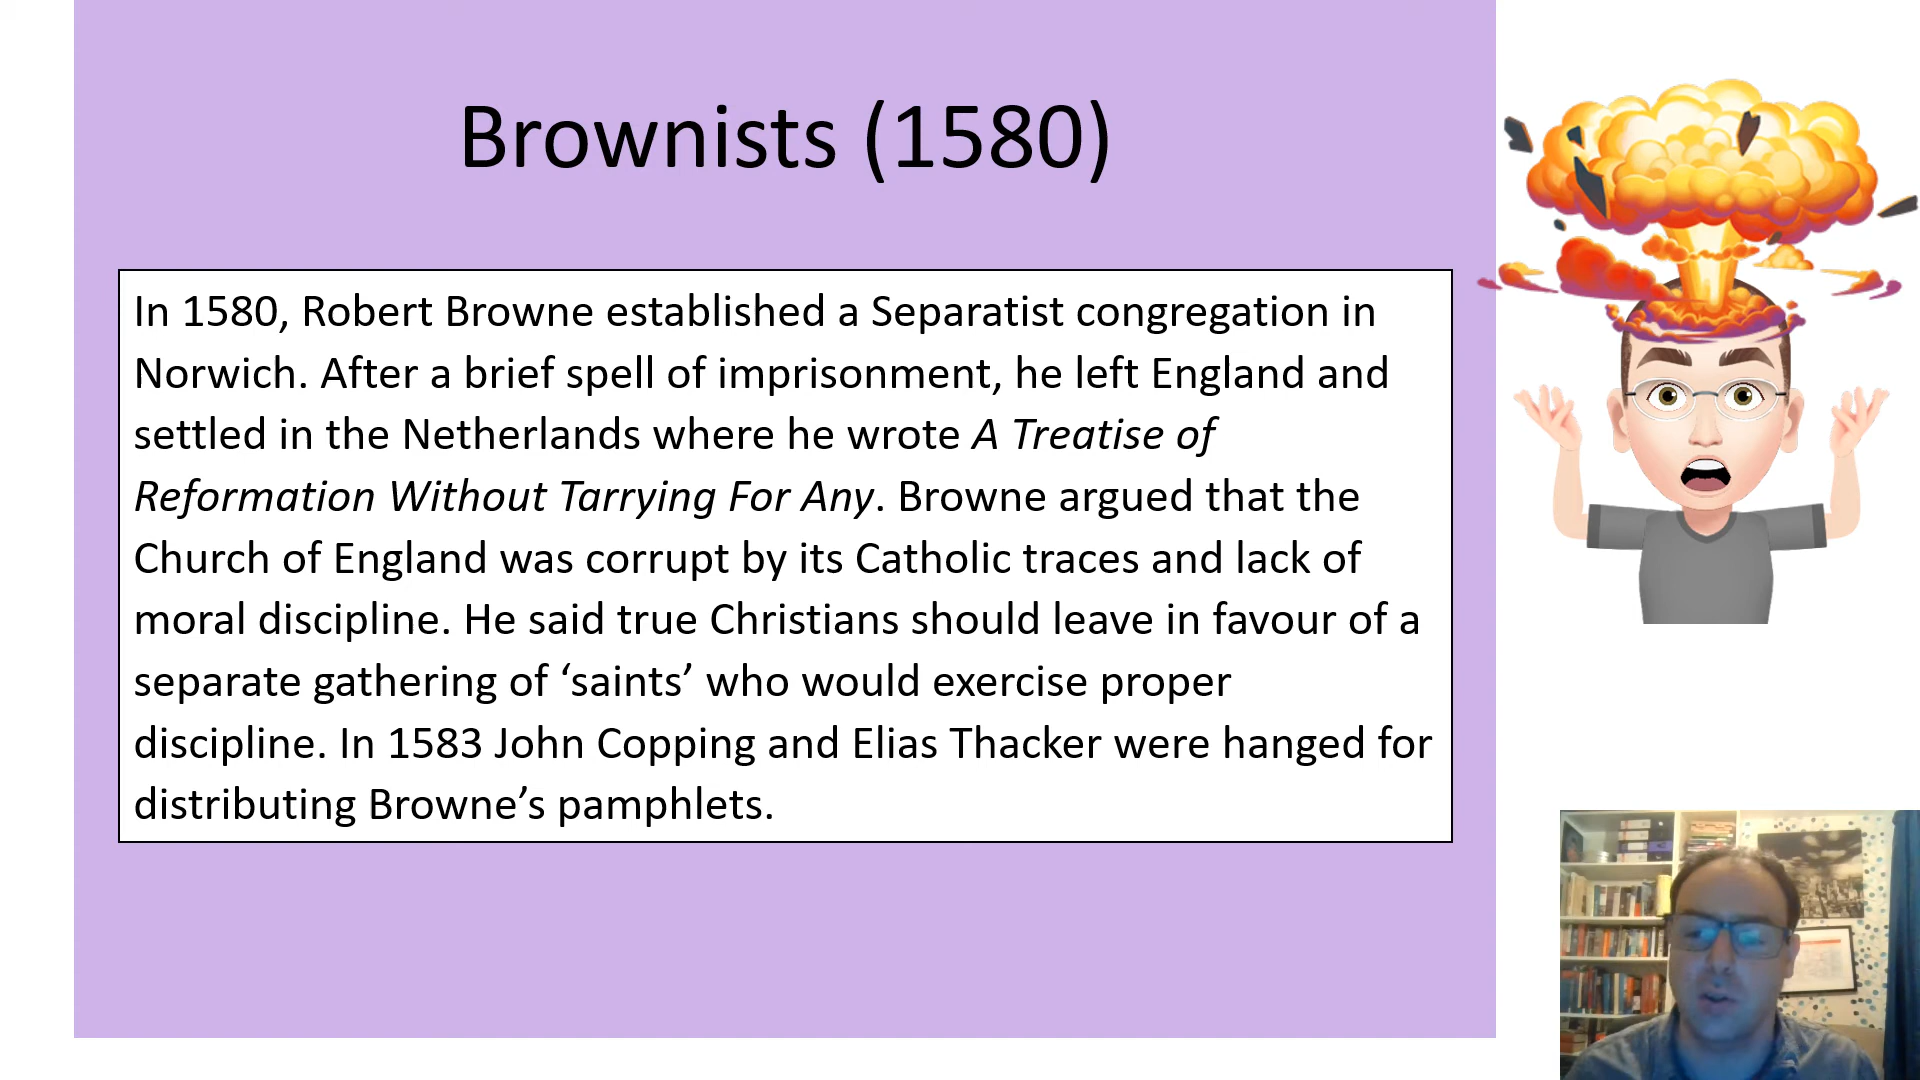 Brownists (1580)
In 1580, Robert Browne established a Separatist congregation in
Norwich. After a brief spell of imprisonment, he left England and
settled in the Netherlands where he wrote A Treatise of
Reformation Without Tarrying For Any. Browne argued that the
Church of England was corrupt by its Catholic traces and lack of
moral discipline. He said true Christians should leave in favour of a
separate gathering of ‘saints’ who would exercise proper
discipline. In 1583 John Copping and Elias Thacker were hanged for
distributing Browne’s pamphlets.